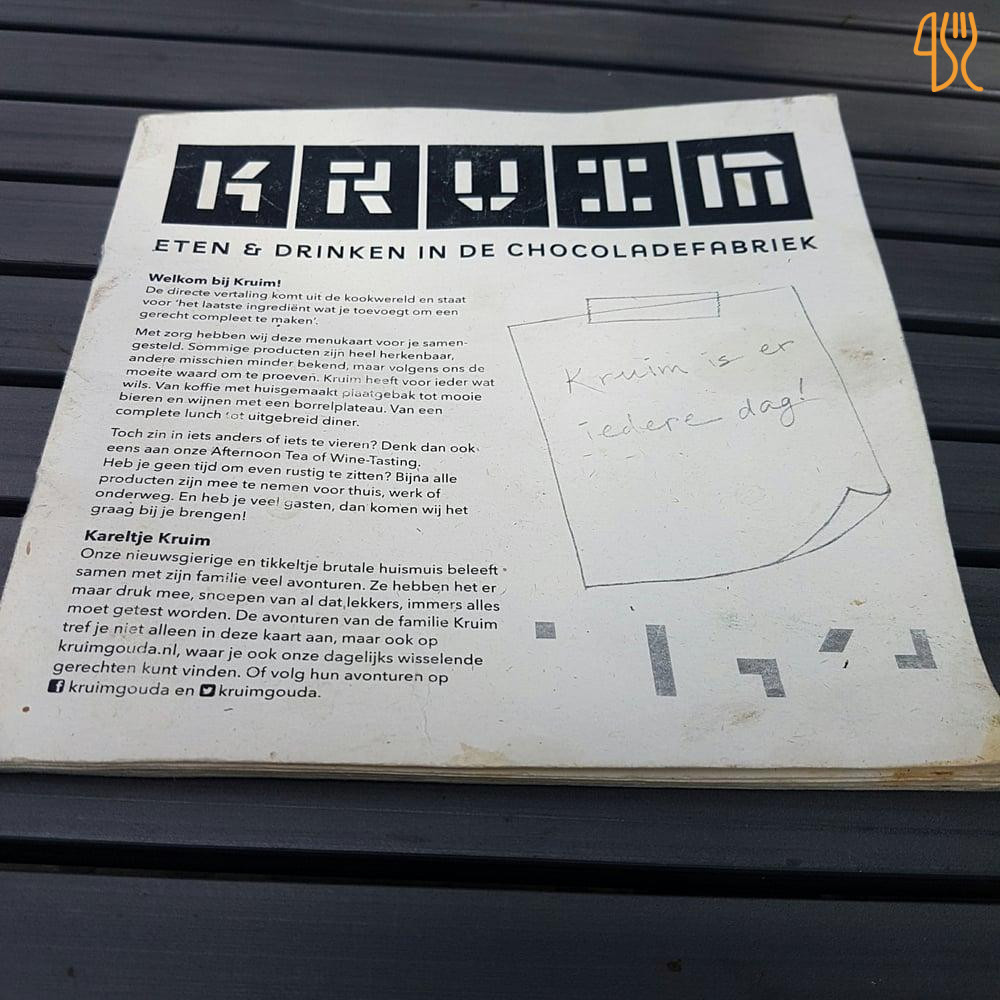 KRUIM
ETEN & DRINKEN IN DE CHOCOLADEFABRIEK
Welkom bij Kruim!
De directe vertaling komt uit de kookwereld en staat
voor 'het laatste ingrediënt wat je toevoegt om een
gerecht compleet te maken'.
Met zorg hebben wij deze menukaart voor je samen-
gesteld. Sommige producten zijn heel herkenbaar,
andere misschien minder bekend, maar volgens ons de
moeite waard om te proeven. Kruim heeft voor ieder wat
wils. Van koffie met huisgemaakt plaatgebak tot mooie
bieren en wijnen met een borrelplateau. Van een
complete lunch tot uitgebreid diner.
Toch zin in iets anders of iets te vieren? Denk dan ook
eens aan onze Afternoon Tea of Wine-Tasting.
Heb je geen tijd om even rustig te zitten? Bijna alle
producten zijn mee te nemen voor thuis, werk of
onderweg. En heb je veel gasten, dan komen wij het
graag bij je brengen!
Kareltje Kruim
Onze nieuwsgierige en tikkeltje brutale huismuis beleeft
samen met zijn familie veel avonturen. Ze hebben het er
maar druk mee, snoepen van al dat lekkers, immers alles
moet getest worden. De avonturen van de familie Kruim
tref je niet alleen in deze kaart aan, maar ook op
kruimgouda.nl, waar je ook onze dagelijks wisselende
gerechten kunt vinden. Of volg hun avonturen op
kruimgouda en kruimgouda.
Kruim is er
iedere dag!